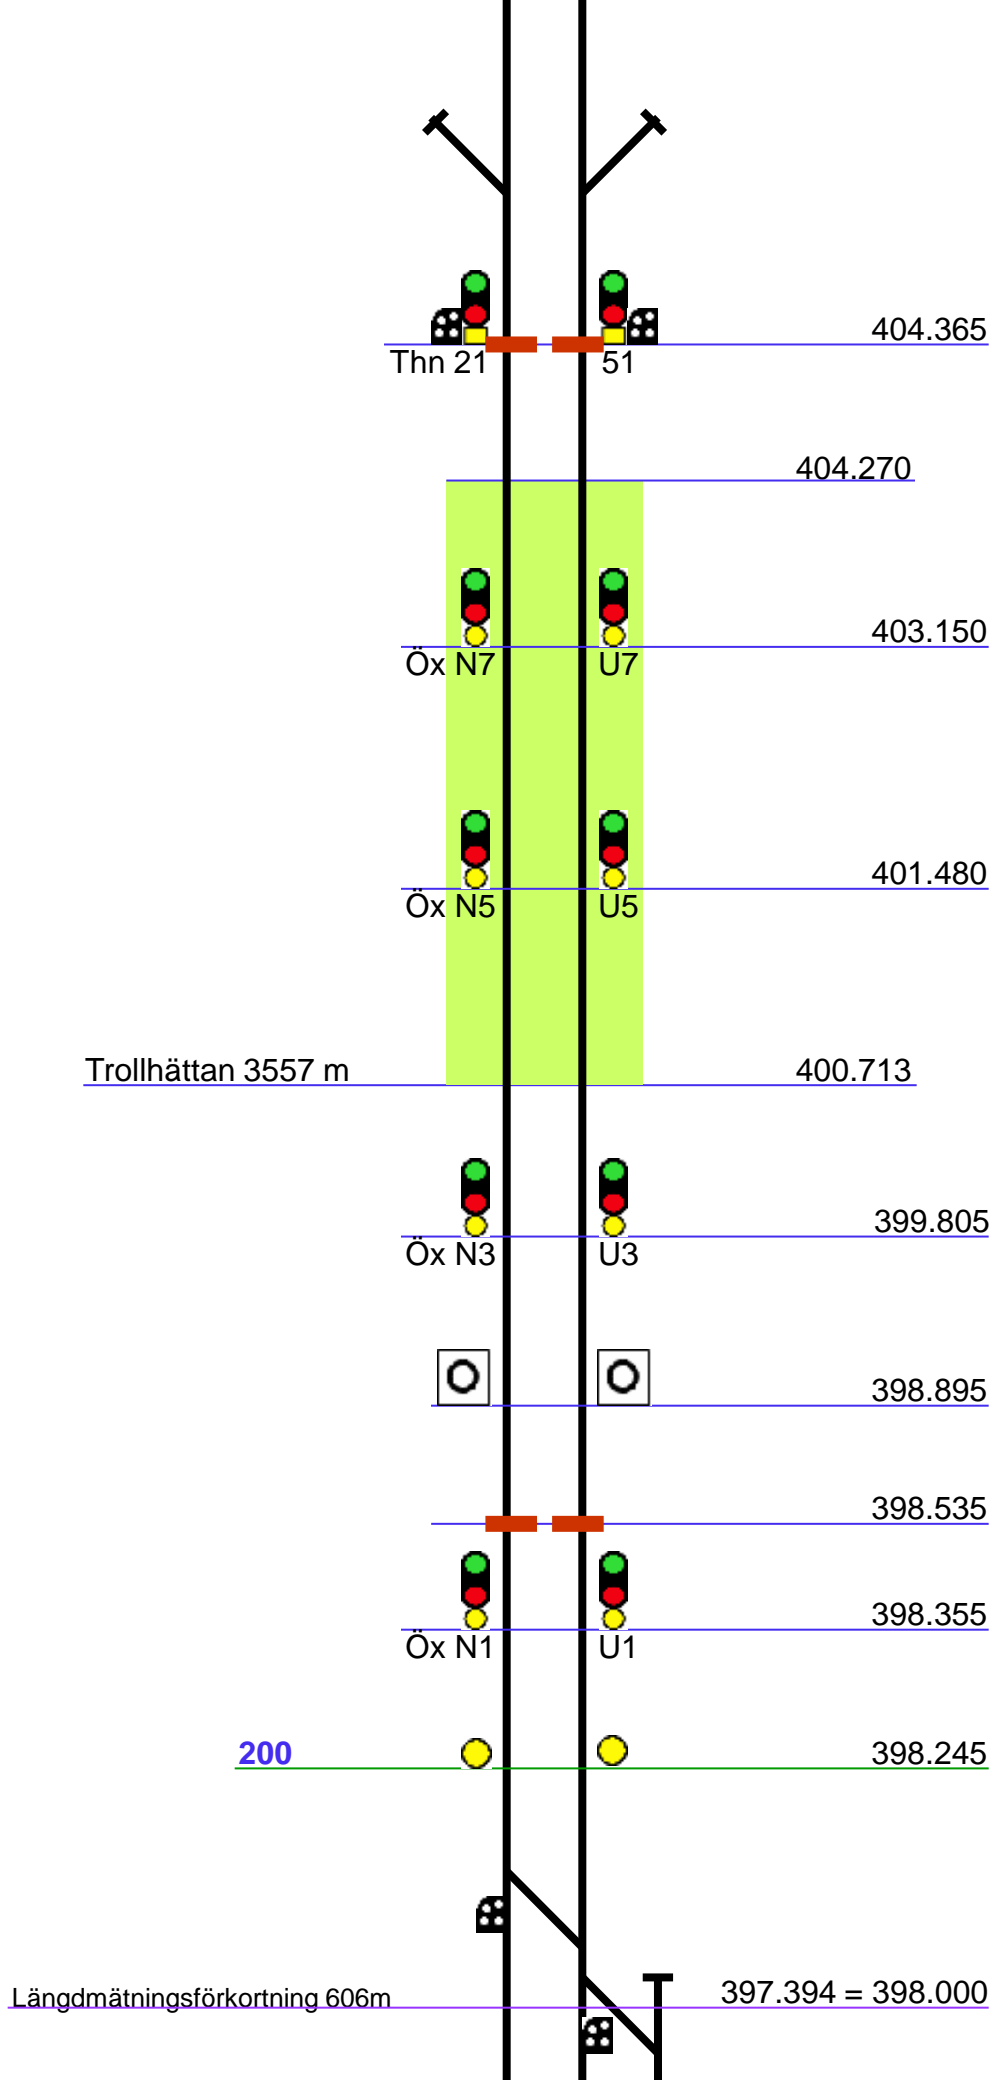 404.365
Thn 21 51
404.270
403.150
Öx N7 U7
401.480
Öx N5 U5
Trollhättan 3557 m 400.713
399.805
Öx N3 U3
398.895
398.535
398.355
Öx N1 U1
200 398.245
Längdmätningsförkortning 606m 397.394 = 398.000